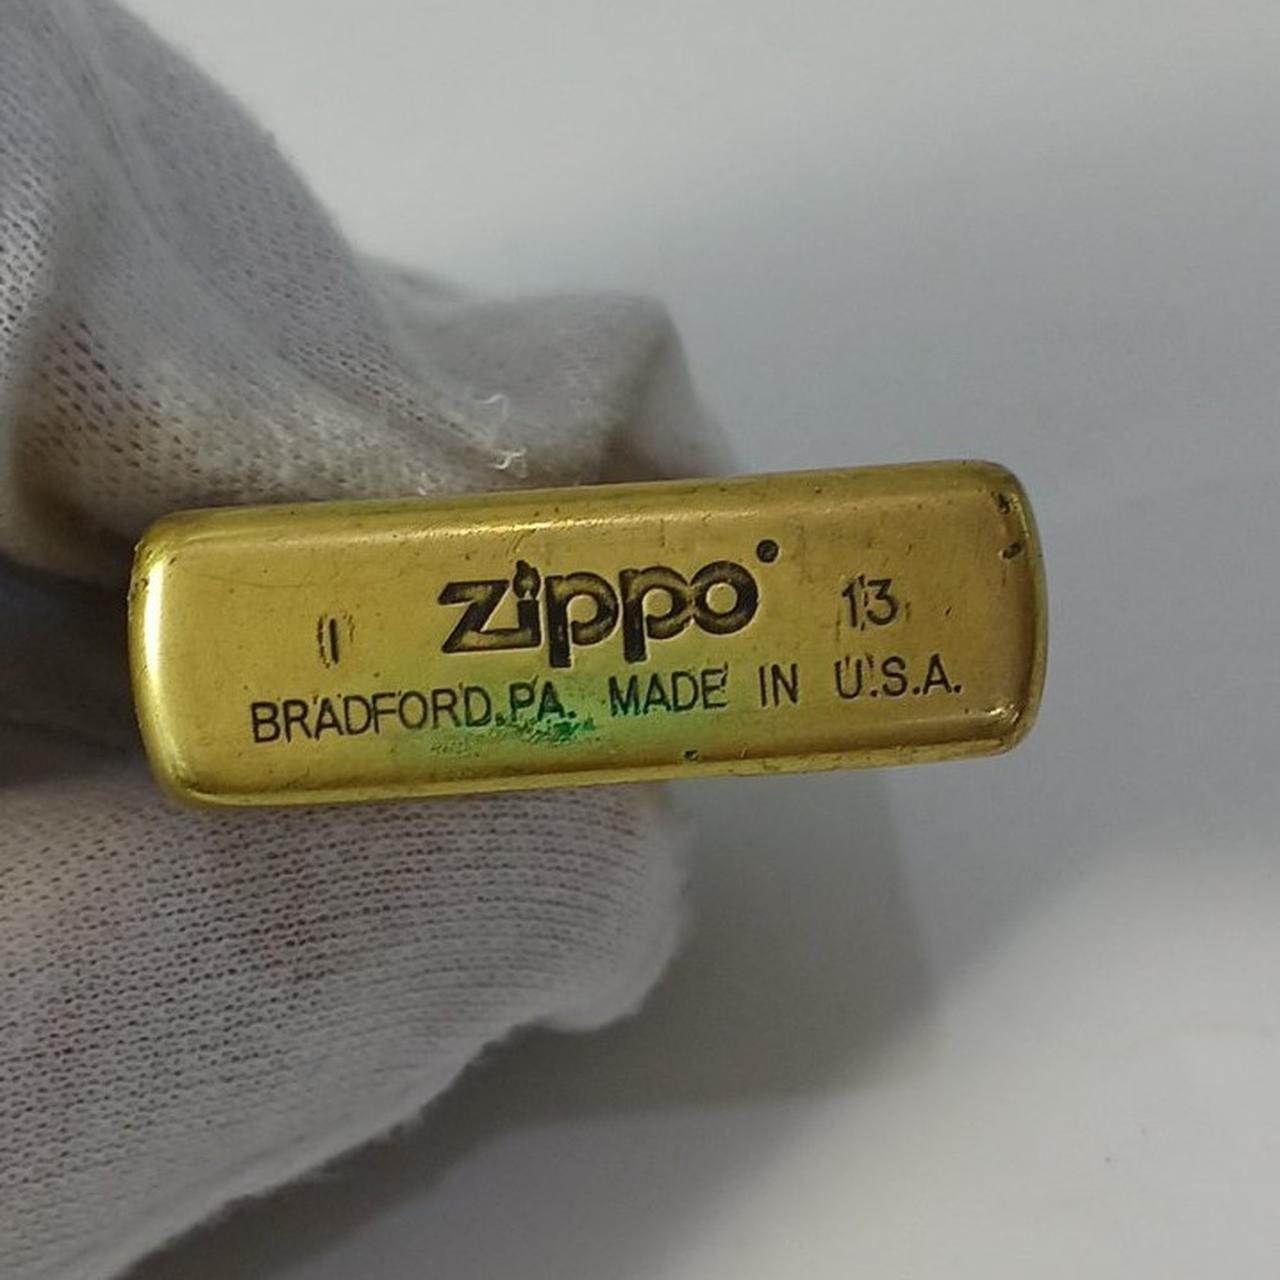 I zippo 13
BRADFORD,PA. MADE IN U.S.A.